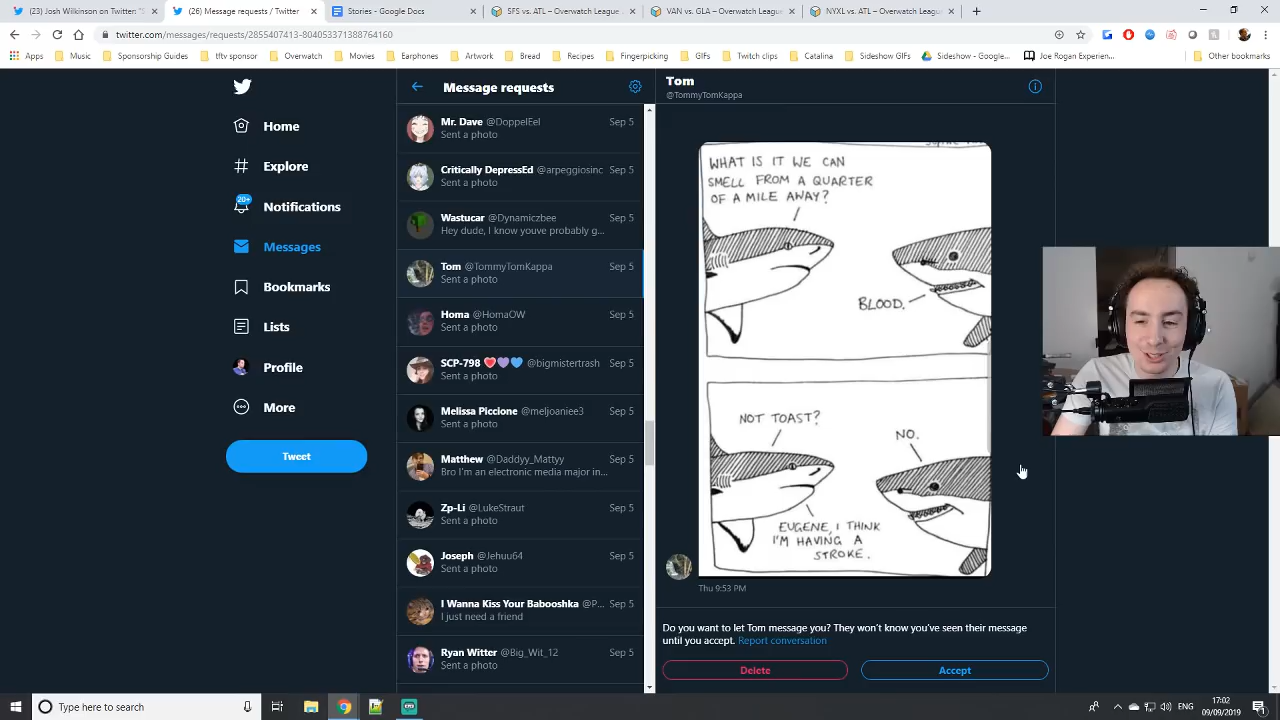 (23) Josh Wilkinson on Twitter: "S
(26) Message requests / Twitter
Stories - Google Docs
SFS vs. ATL – Overwatch League
VAN vs. GLA – Overwatch League
NYXL vs. ATL – Overwatch League
twitter.com/messages/requests/2855407413-804053371388764160
Apps
Sponsorship Guides
tftv sponsor
Overwatch
Movies
Earphones
Artwork
Bread
Recipes
Fingerpicking
GIFs
Twitch clips
Catalina
Sideshow - Google...
Joe Rogan Experien...
Other bookmarks
Home
Explore
20+
Notifications
Messages
Bookmarks
Lists
Profile
More
Tweet
Message requests
Mr. Dave @DoppelEel Sep 5
Sent a photo
Critically DepressEd @arpeggiosinc Sep 5
Sent a photo
Wastucar @Dynamiczbee Sep 5
Hey dude, I know youve probably g...
Tom @TommyTomKappa Sep 5
Sent a photo
Homa @HomaOW Sep 5
Sent a photo
SCP-798 ❤️💜💙 @bigmistertrash Sep 5
Sent a photo
Melissa Piccione @meljoaniee3 Sep 5
Sent a photo
Matthew @Daddyy_Mattyy Sep 5
Bro I'm an electronic media major in...
Zp-Li @LukeStraut Sep 5
Sent a photo
Joseph @Jehuu64 Sep 5
Sent a photo
I Wanna Kiss Your Babooshka @P... Sep 5
I just need a friend
Ryan Witter @Big_Wit_12 Sep 5
Sent a photo
Tom
@TommyTomKappa
WHAT IS IT WE CAN
SMELL FROM A QUARTER
OF A MILE AWAY?
BLOOD.
NOT TOAST?
NO.
EUGENE, I THINK
I'M HAVING A
STROKE.
Thu 9:53 PM
Do you want to let Tom message you? They won't know you've seen their message
until you accept. Report conversation
Delete
Accept
Type here to search
ENG
17:02
09/09/2019